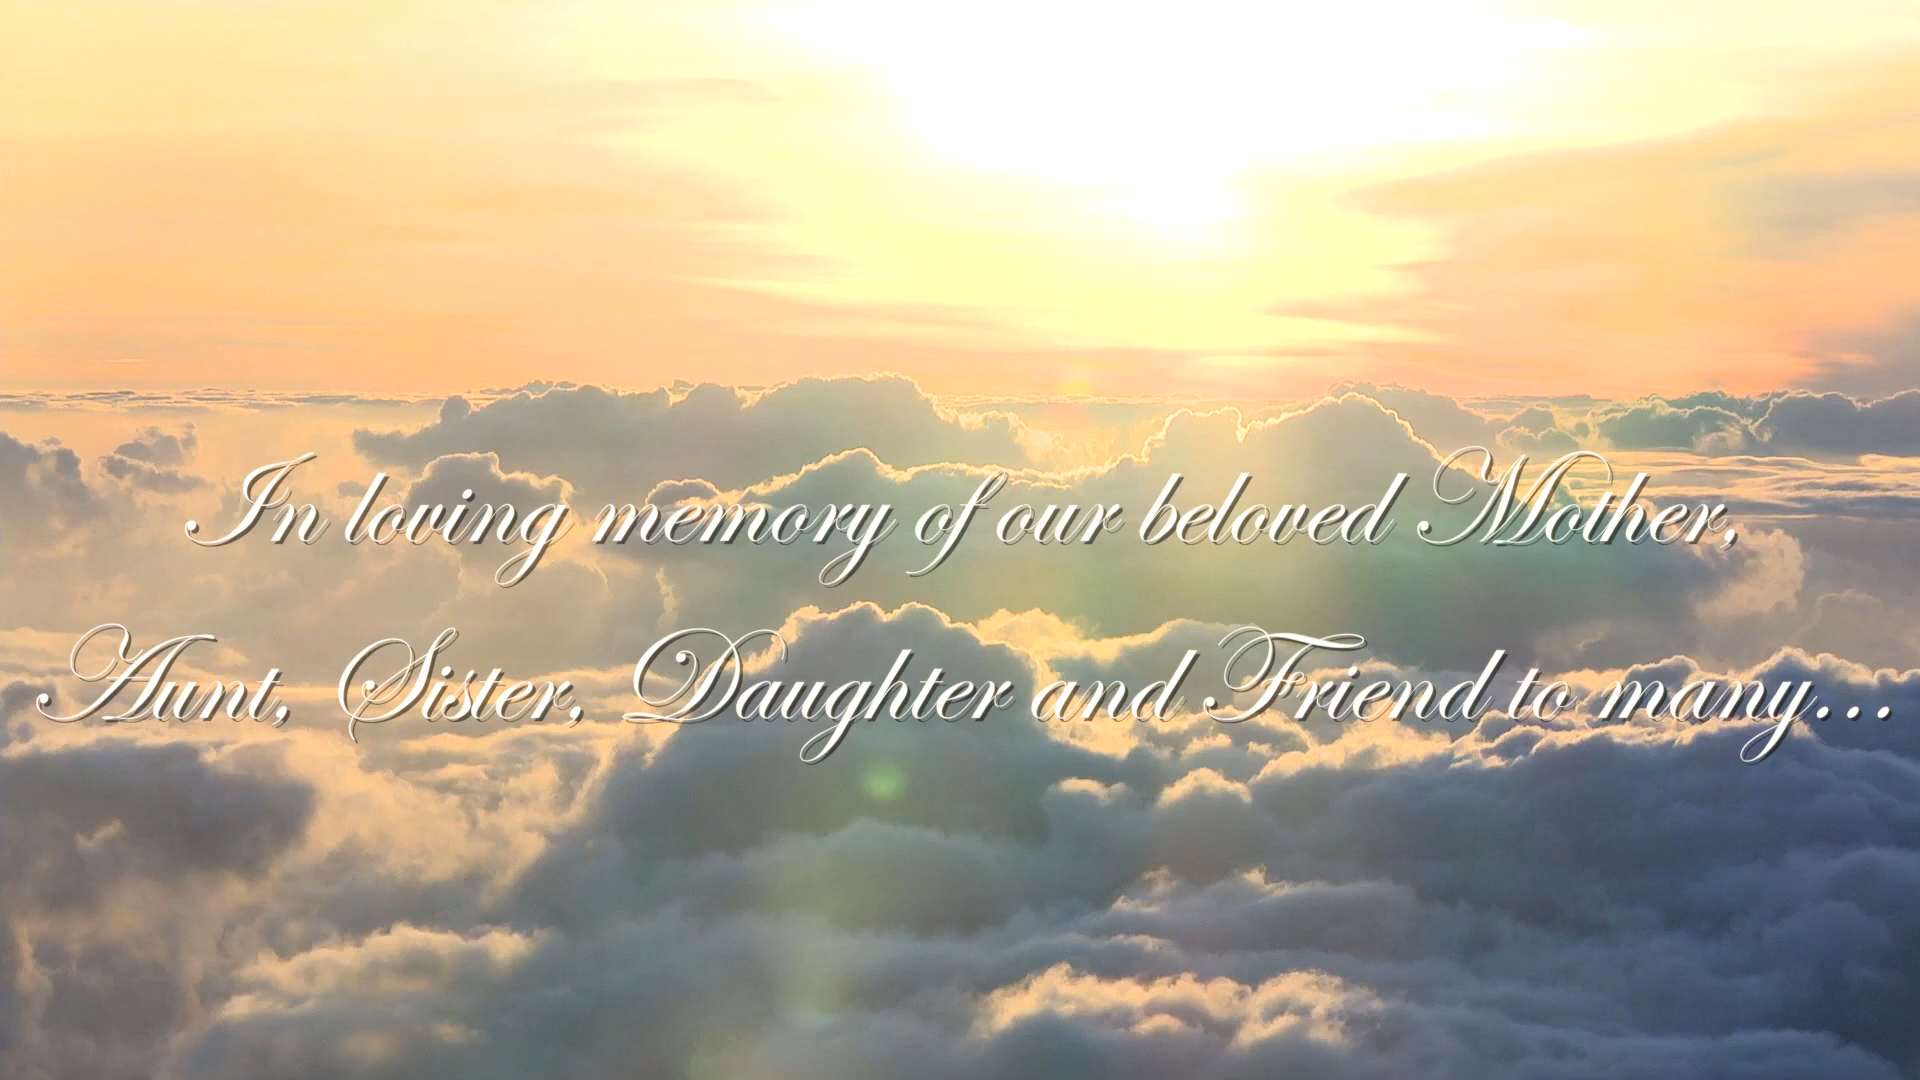 In loving memory of our beloved Mother,
Aunt, Sister, Daughter and Friend to many...